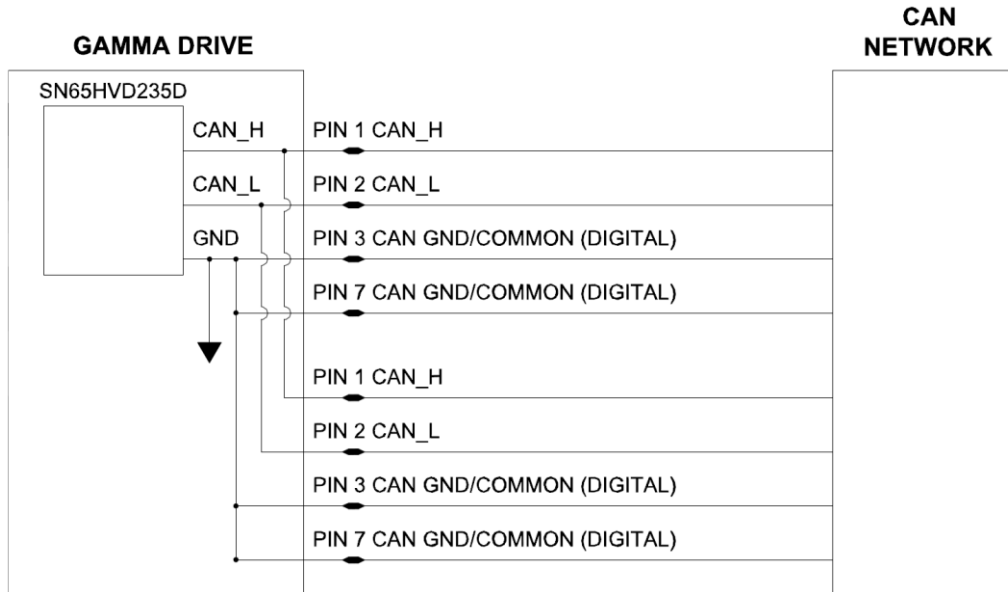 CAN
NETWORK
GAMMA DRIVE
SN65HVD235D
CAN_H
PIN 1 CAN_H
CAN_L
PIN 2 CAN_L
GND
PIN 3 CAN GND/COMMON (DIGITAL)
PIN 7 CAN GND/COMMON (DIGITAL)
PIN 1 CAN_H
PIN 2 CAN_L
PIN 3 CAN GND/COMMON (DIGITAL)
PIN 7 CAN GND/COMMON (DIGITAL)